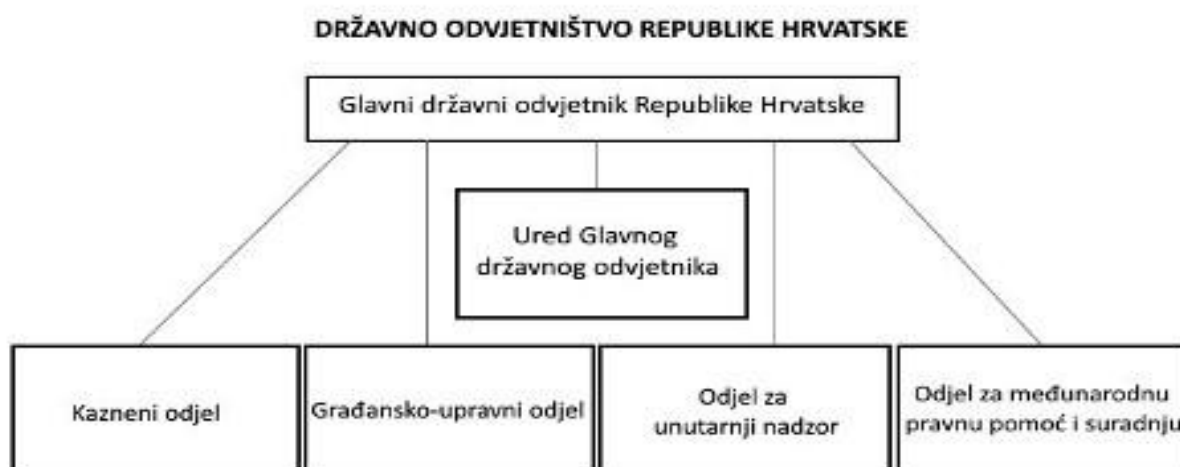 DRŽAVNO ODVJETNIŠTVO REPUBLIKE HRVATSKE
Glavni državni odvjetnik Republike Hrvatske
Ured Glavnog
državnog odvjetnika
Kazneni odjel
Građansko-upravni odjel
Odjel za
unutarnji nadzor
Odjel za međunarodnu
pravnu pomoć i suradnju